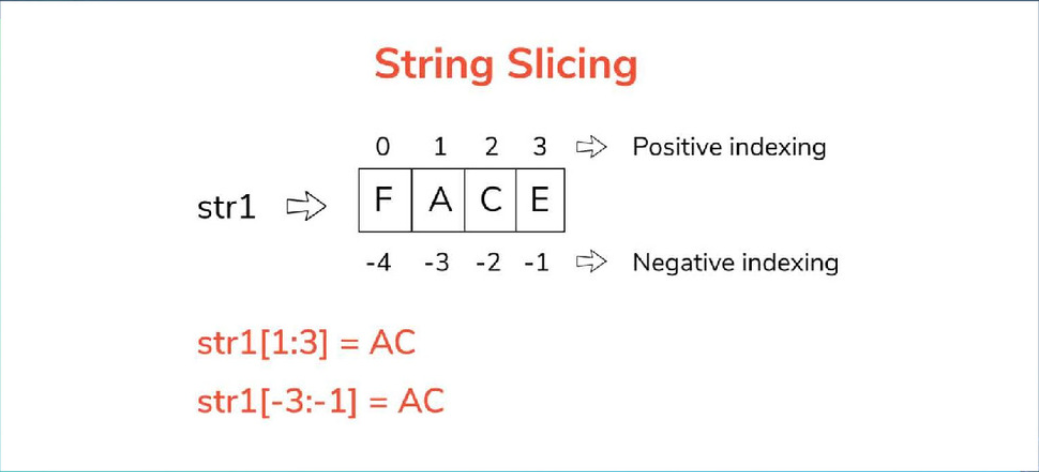 String Slicing
0 1 2 3 Positive indexing
str1 F A C E
-4 -3 -2 -1 Negative indexing
str1[1:3] = AC
str1[-3:-1] = AC